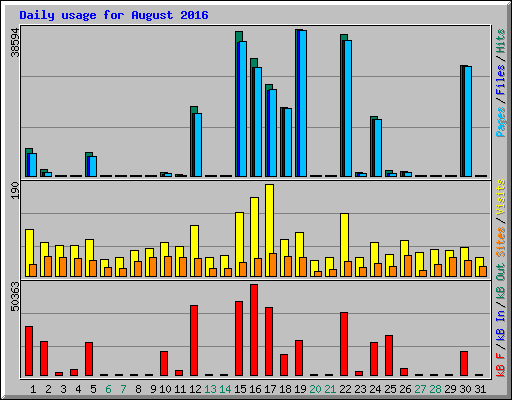 Daily usage for August 2016
38594
Pages / Files / Hits
190
Sites / Visits
50363
kB F / kB In / kB Out
1 2 3 4 5 6 7 8 9 10 11 12 13 14 15 16 17 18 19 20 21 22 23 24 25 26 27 28 29 30 31